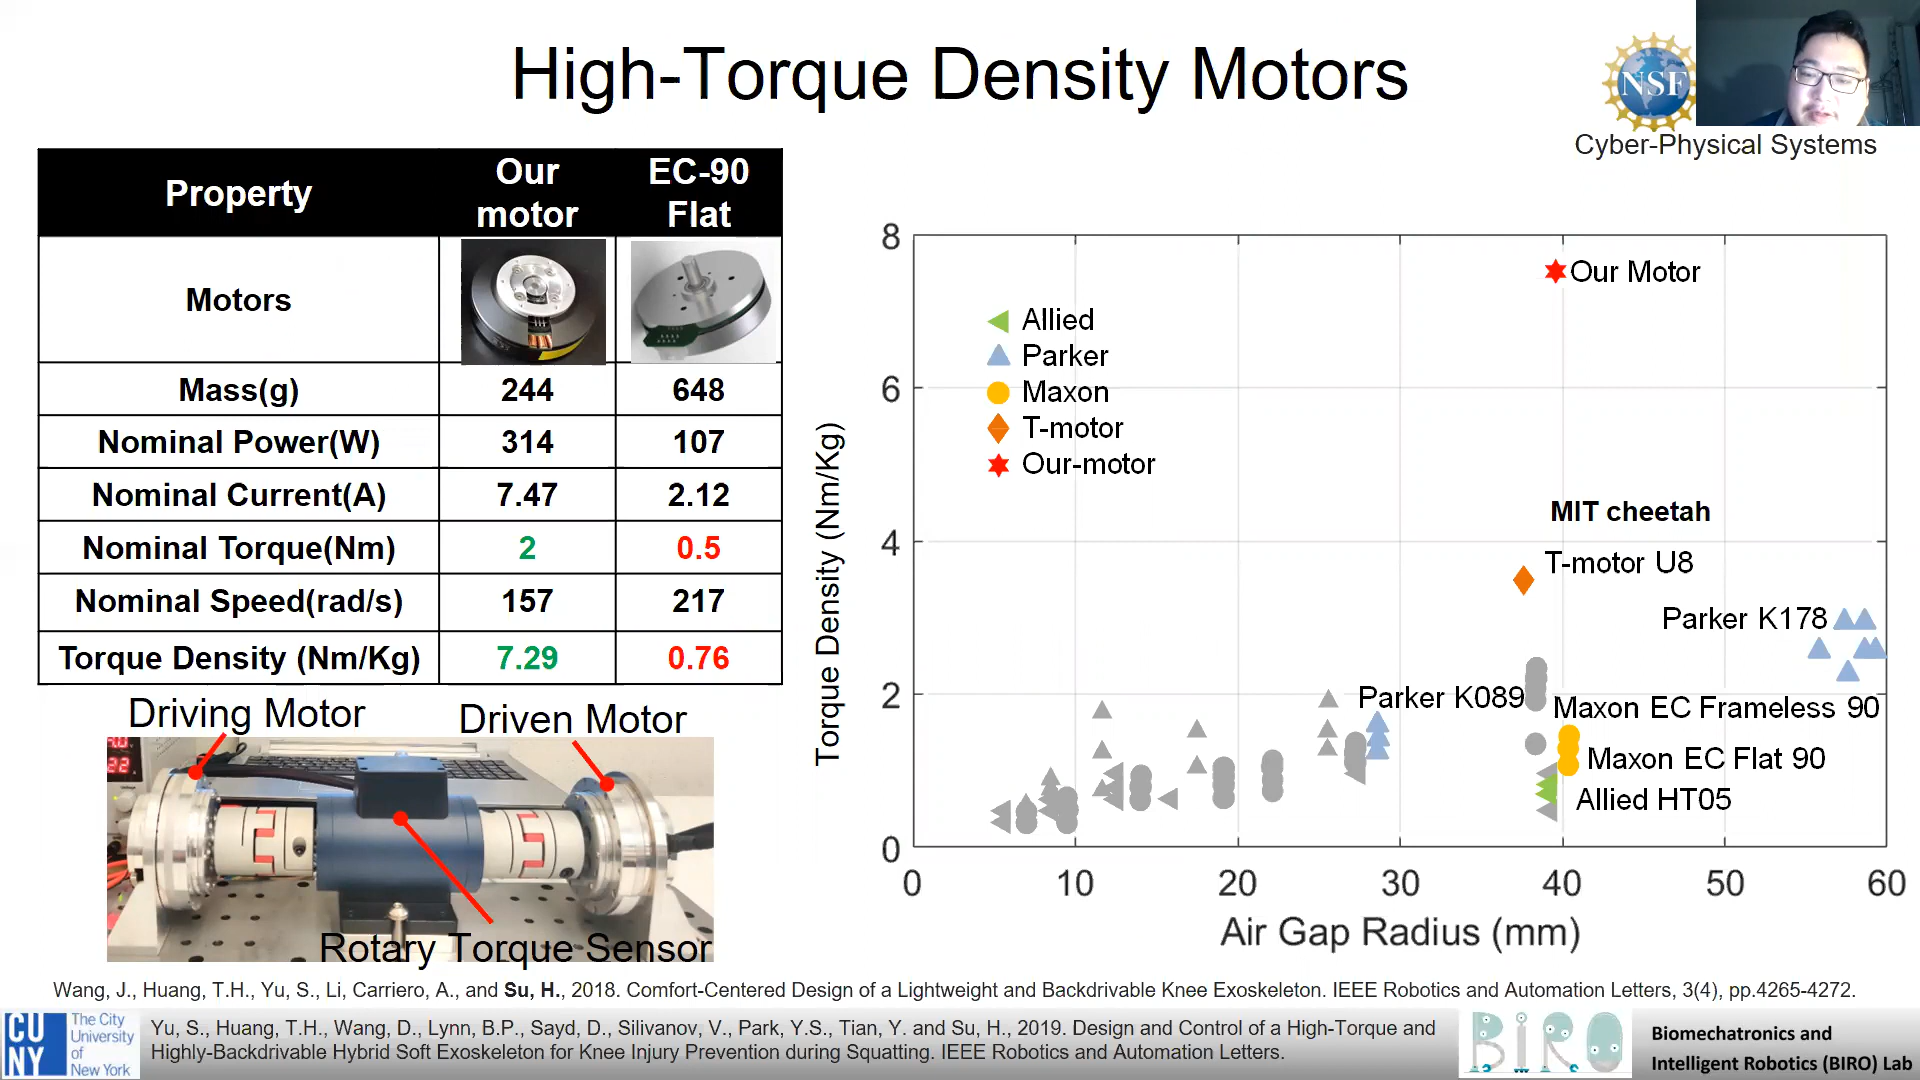 High-Torque Density Motors
NSF
Cyber-Physical Systems
Property Our motor EC-90 Flat
Motors
Mass(g) 244 648
Nominal Power(W) 314 107
Nominal Current(A) 7.47 2.12
Nominal Torque(Nm) 2 0.5
Nominal Speed(rad/s) 157 217
Torque Density (Nm/Kg) 7.29 0.76
Driving Motor
Driven Motor
Rotary Torque Sensor
Torque Density (Nm/Kg)
8
6
4
2
0
Allied
Parker
Maxon
T-motor
Our-motor
Our Motor
MIT cheetah
T-motor U8
Parker K178
Parker K089
Maxon EC Frameless 90
Maxon EC Flat 90
Allied HT05
0 10 20 30 40 50 60
Air Gap Radius (mm)
Wang, J., Huang, T.H., Yu, S., Li, Carriero, A., and Su, H., 2018. Comfort-Centered Design of a Lightweight and Backdrivable Knee Exoskeleton. IEEE Robotics and Automation Letters, 3(4), pp.4265-4272.
CU
NY
The City
University
of
New York
Yu, S., Huang, T.H., Wang, D., Lynn, B.P., Sayd, D., Silivanov, V., Park, Y.S., Tian, Y. and Su, H., 2019. Design and Control of a High-Torque and
Highly-Backdrivable Hybrid Soft Exoskeleton for Knee Injury Prevention during Squatting. IEEE Robotics and Automation Letters.
BiRO
Biomechatronics and
Intelligent Robotics (BIRO) Lab